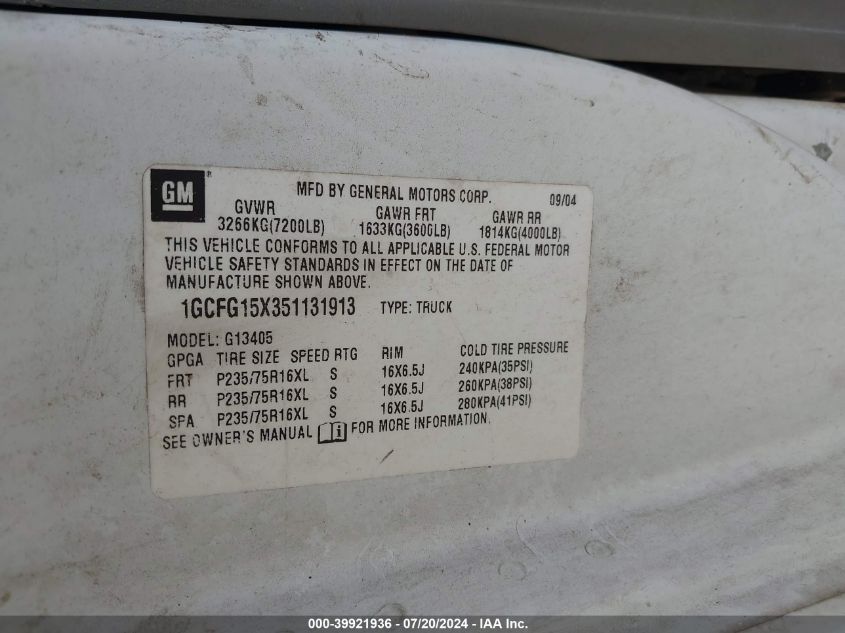 GM ®
MFD BY GENERAL MOTORS CORP. 09/04
GVWR GAWR FRT GAWR RR
3266KG(7200LB) 1633KG(3600LB) 1814KG(4000LB)
THIS VEHICLE CONFORMS TO ALL APPLICABLE U.S. FEDERAL MOTOR
VEHICLE SAFETY STANDARDS IN EFFECT ON THE DATE OF
MANUFACTURE SHOWN ABOVE.
1GCFG15X351131913 TYPE: TRUCK
MODEL: G13405
GPGA TIRE SIZE SPEED RTG RIM COLD TIRE PRESSURE
FRT P235/75R16XL S 16X6.5J 240KPA(35PSI)
RR P235/75R16XL S 16X6.5J 260KPA(38PSI)
SPA P235/75R16XL S 16X6.5J 280KPA(41PSI)
SEE OWNER'S MANUAL i FOR MORE INFORMATION.
000-39921936 - 07/20/2024 - IAA Inc.